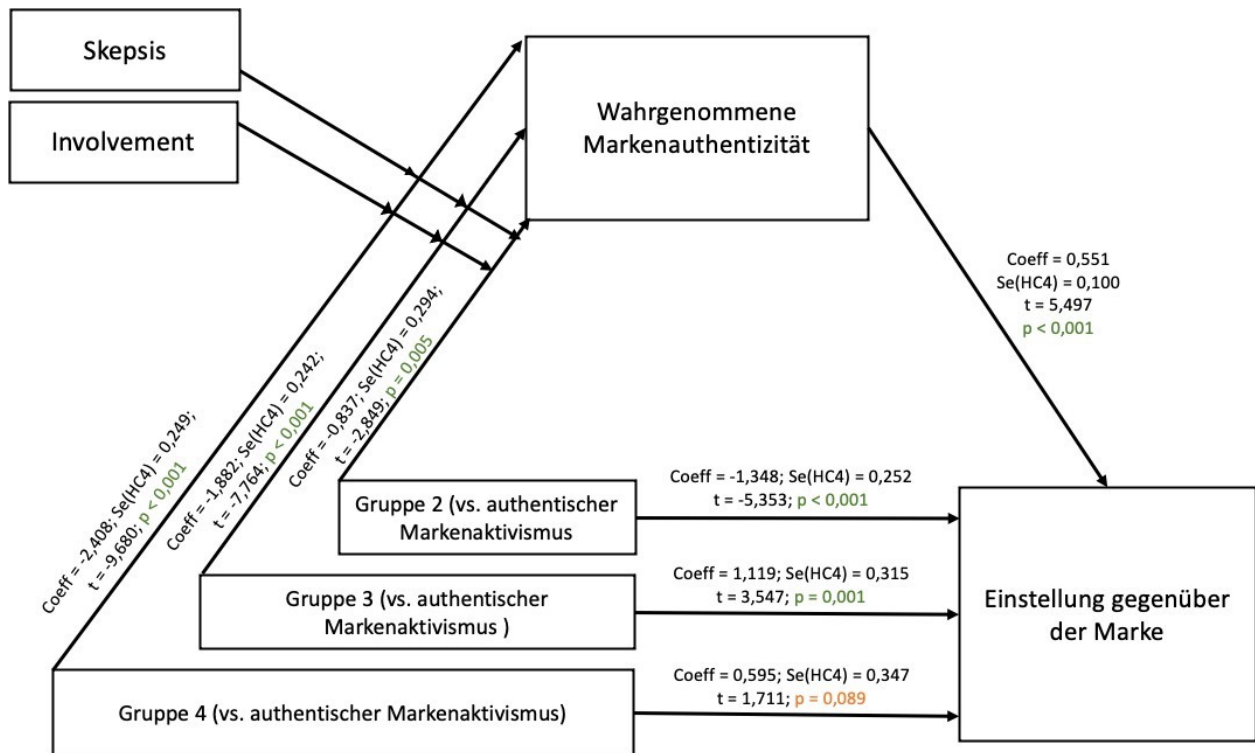 Skepsis
Involvement
Wahrgenommene
Markenauthentizität
Coeff = 0,551
Se(HC4) = 0,100
t = 5,497
p < 0,001
Coeff = -2,408; Se(HC4) = 0,249;
t = -9,680; p < 0,001
Coeff = -1,882; Se(HC4) = 0,242;
t = -7,764; p < 0,001
Coeff = -0,837; Se(HC4) = 0,294;
t = -2,849; p = 0,005
Gruppe 2 (vs. authentischer
Markenaktivismus
Coeff = -1,348; Se(HC4) = 0,252
t = -5,353; p < 0,001
Gruppe 3 (vs. authentischer
Markenaktivismus )
Coeff = 1,119; Se(HC4) = 0,315
t = 3,547; p = 0,001
Gruppe 4 (vs. authentischer Markenaktivismus)
Coeff = 0,595; Se(HC4) = 0,347
t = 1,711; p = 0,089
Einstellung gegenüber
der Marke